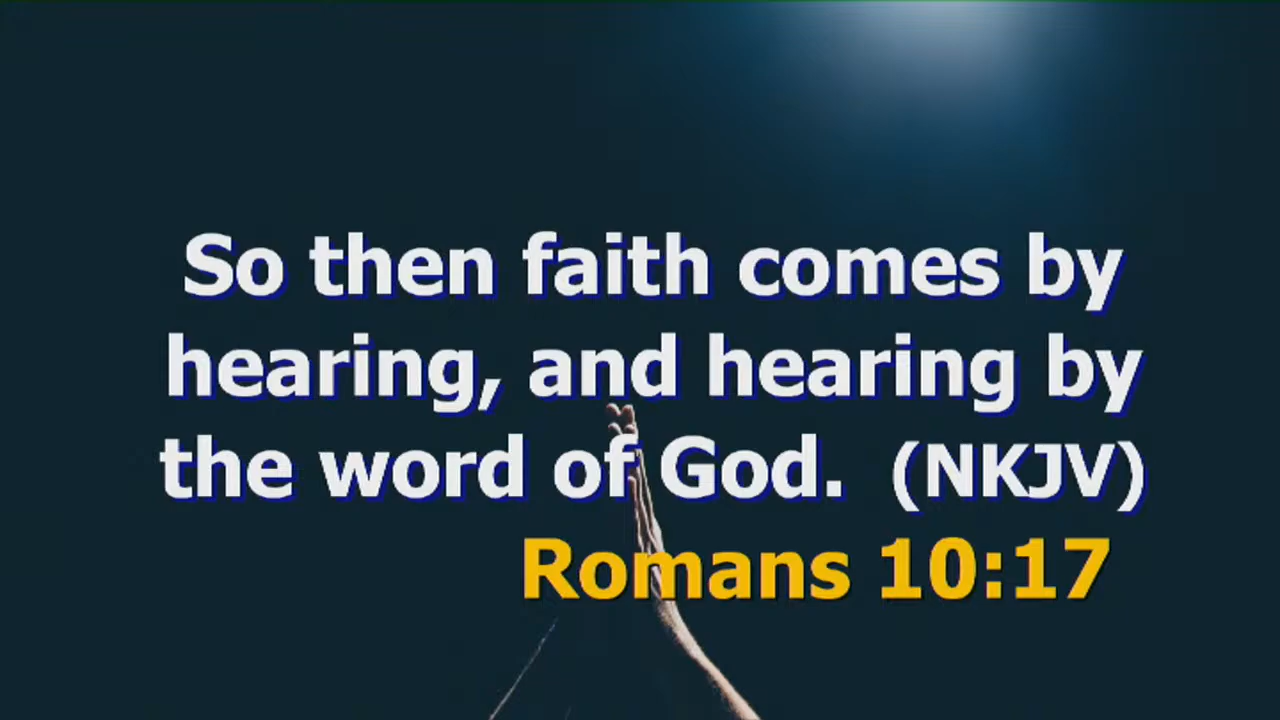 So then faith comes by
hearing, and hearing by
the word of God. (NKJV)
Romans 10:17